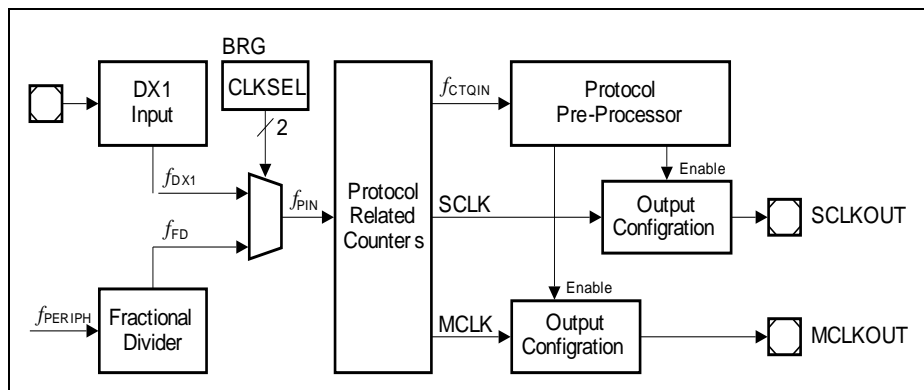 BRG
CLKSEL
2
DX1
Input
fDX1
fFD
fPERIPH
Fractional
Divider
fPIN
Protocol
Related
Counter s
fCTQIN
Protocol
Pre-Processor
Enable
SCLK
Output
Configration
SCLKOUT
Enable
MCLK
Output
Configration
MCLKOUT